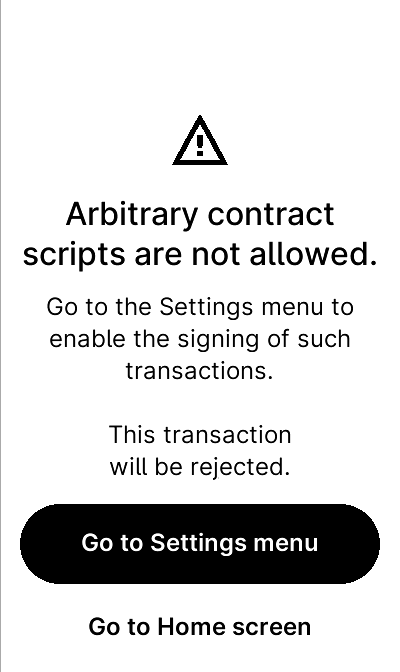 Arbitrary contract
scripts are not allowed.
Go to the Settings menu to
enable the signing of such
transactions.
This transaction
will be rejected.
Go to Settings menu
Go to Home screen